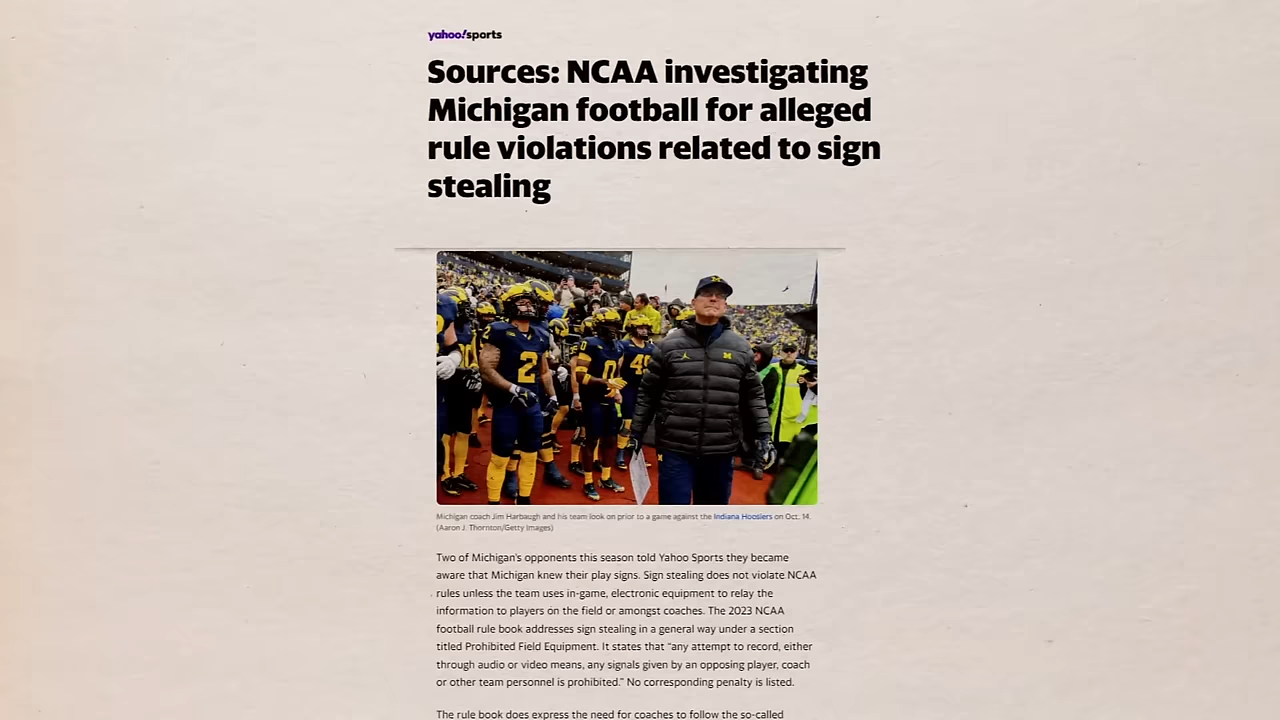 yahoo!sports
Sources: NCAA investigating
Michigan football for alleged
rule violations related to sign
stealing
2
0
Michigan coach Jim Harbaugh and his team look on prior to a game against the Indiana Hoosiers on Oct. 14.
(Aaron J. Thornton/Getty Images)
Two of Michigan's opponents this season told Yahoo Sports they became
aware that Michigan knew their play signs. Sign stealing does not violate NCAA
rules unless the team uses in-game, electronic equipment to relay the
information to players on the field or amongst coaches. The 2023 NCAA
football rule book addresses sign stealing in a general way under a section
titled Prohibited Field Equipment. It states that "any attempt to record, either
through audio or video means, any signals given by an opposing player, coach
or other team personnel is prohibited." No corresponding penalty is listed.
The rule book does express the need for coaches to follow the so-called